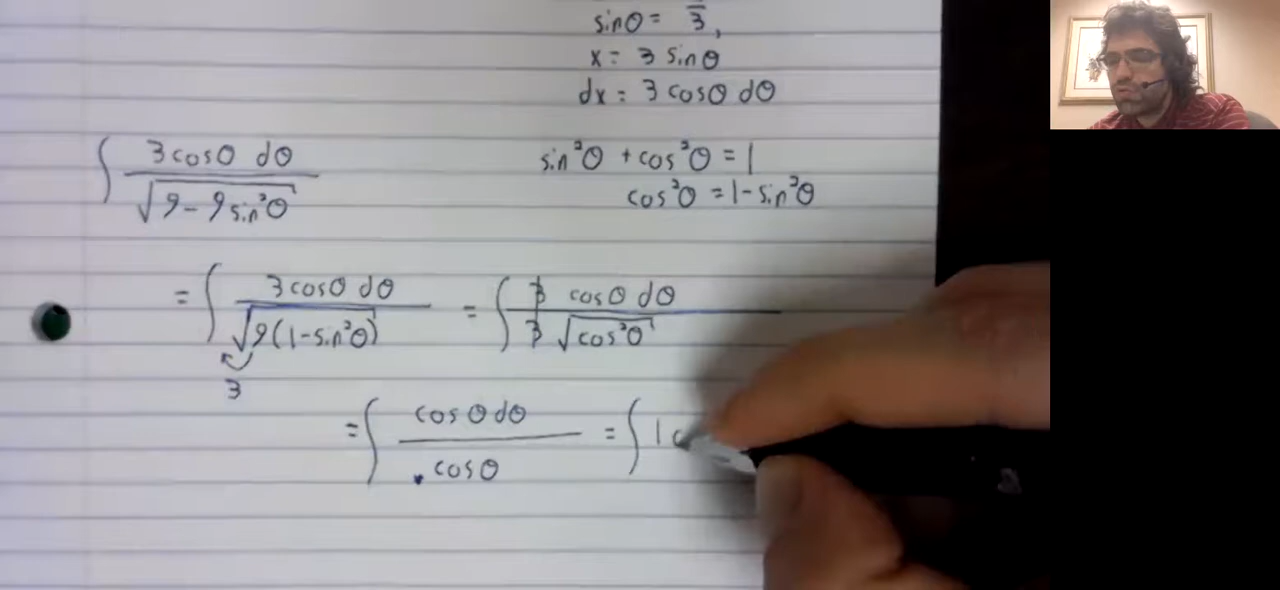 sinθ = /3,
x = 3 sinθ
dx = 3 cosθ dθ
∫ 3cosθ dθ / √(9 - 9sin²θ)
sin²θ + cos²θ = 1
cos²θ = 1 - sin²θ
= ∫ 3cosθ dθ / √(9(1-sin²θ)) = ∫ 3 cosθ dθ / 3 √(cos²θ)
3
= ∫ cosθ dθ / cosθ = ∫ 1